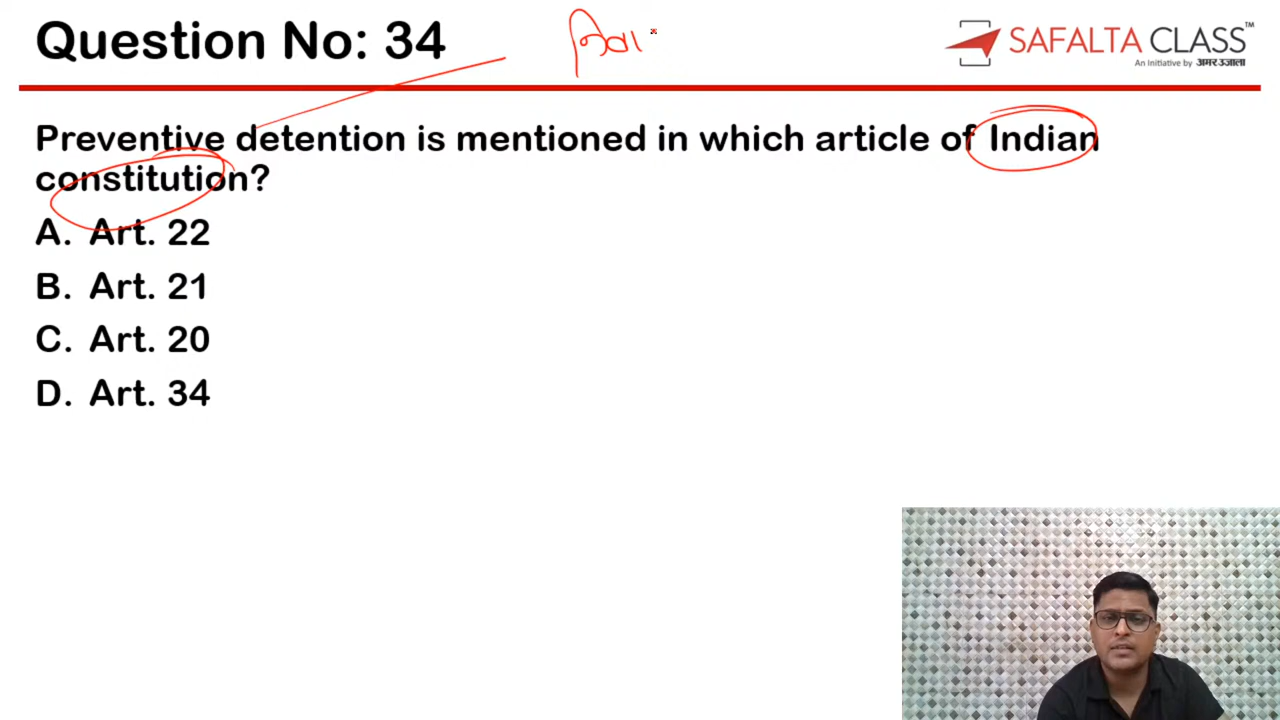 Question No: 34
SAFALTA CLASS™
An Initiative by अमर उजाला
Preventive detention is mentioned in which article of Indian
constitution?
A. Art. 22
B. Art. 21
C. Art. 20
D. Art. 34